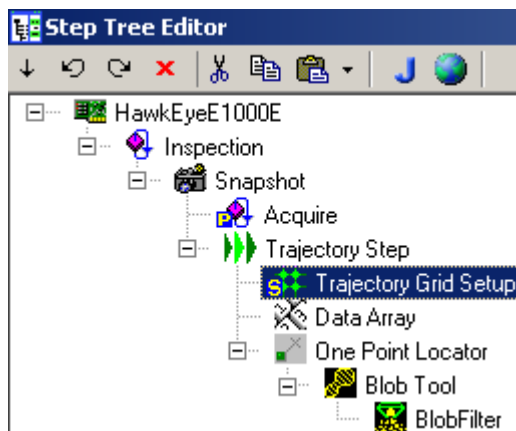 Step Tree Editor
HawkEyeE1000E
Inspection
Snapshot
P Acquire
Trajectory Step
S Trajectory Grid Setup
Data Array
One Point Locator
Blob Tool
BlobFilter